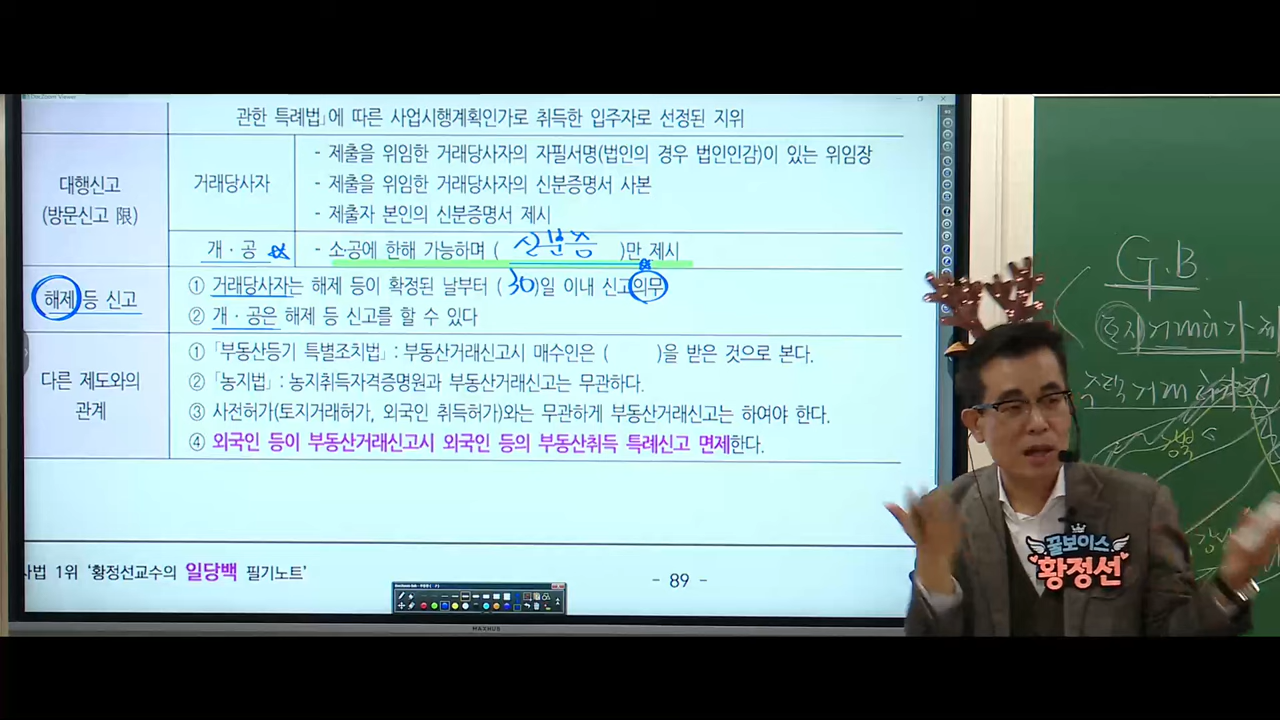 관한 특례법」에 따른 사업시행계획인가로 취득한 입주자로 선정된 지위
대행신고
(방문신고 限)
거래당사자
- 제출을 위임한 거래당사자의 자필서명(법인의 경우 법인인감)이 있는 위임장
- 제출을 위임한 거래당사자의 신분증명서 사본
- 제출자 본인의 신분증명서 제시
개·공
- 소공에 한해 가능하며 ( 신분증 )만 제시
해제 등 신고
① 거래당사자는 해제 등이 확정된 날부터 ( 30 )일 이내 신고의무
② 개·공은 해제 등 신고를 할 수 있다
다른 제도와의
관계
① 「부동산등기 특별조치법」 : 부동산거래신고시 매수인은 ( )을 받은 것으로 본다.
② 「농지법」 : 농지취득자격증명원과 부동산거래신고는 무관하다.
③ 사전허가(토지거래허가, 외국인 취득허가)와는 무관하게 부동산거래신고는 하여야 한다.
④ 외국인 등이 부동산거래신고시 외국인 등의 부동산취득 특례신고 면제한다.
사법 1위 '황정선교수의 일당백 필기노트'
- 89 -
MAXHUB
G.B
꿀보이스
황정선